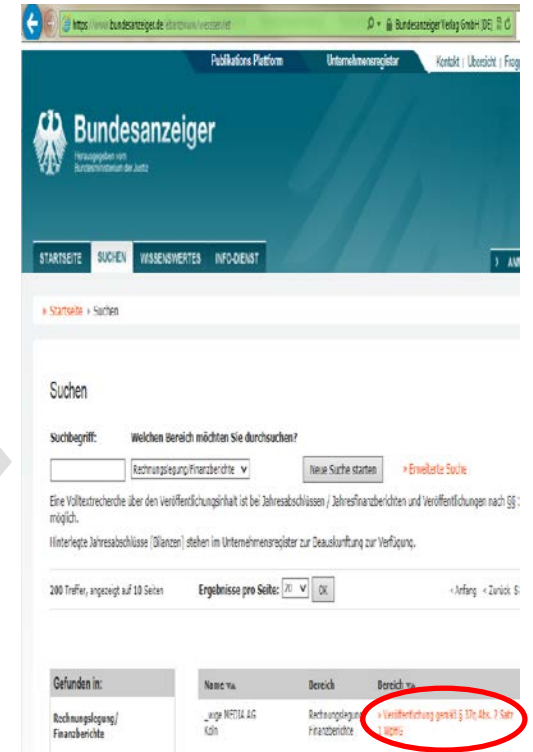 https://www.bundesanzeiger.de
Bundesanzeiger Verlag GmbH [DE]
Publikations Plattform Unternehmensregister Kontakt | Übersicht |
Bundesanzeiger
Herausgegeben vom
Bundesministerium der Justiz
STARTSEITE SUCHEN WISSENSWERTES INFO-DIENST
» Startseite » Suchen
Suchen
Suchbegriff: Welchen Bereich möchten Sie durchsuchen?
Rechnungslegung/Finanzberichte Neue Suche starten » Erweiterte Suche
Eine Volltextrecherche über den Veröffentlichungsinhalt ist bei Jahresabschlüssen / Jahresfinanzberichten und Veröffentlichungen nach §§
möglich.
Hinterlegte Jahresabschlüsse (Bilanzen) stehen im Unternehmensregister zur Beauskunftung zur Verfügung.
200 Treffer, angezeigt auf 10 Seiten Ergebnisse pro Seite: 20 OK < Anfang < Zurück
Gefunden in: Name Bereich Bereich
Rechnungslegung/ MEDIA AG Rechnungslegung » Veröffentlichung gemäß § Abs. 2 Satz
Finanzberichte Köln Finanzberichte 1 WpHG